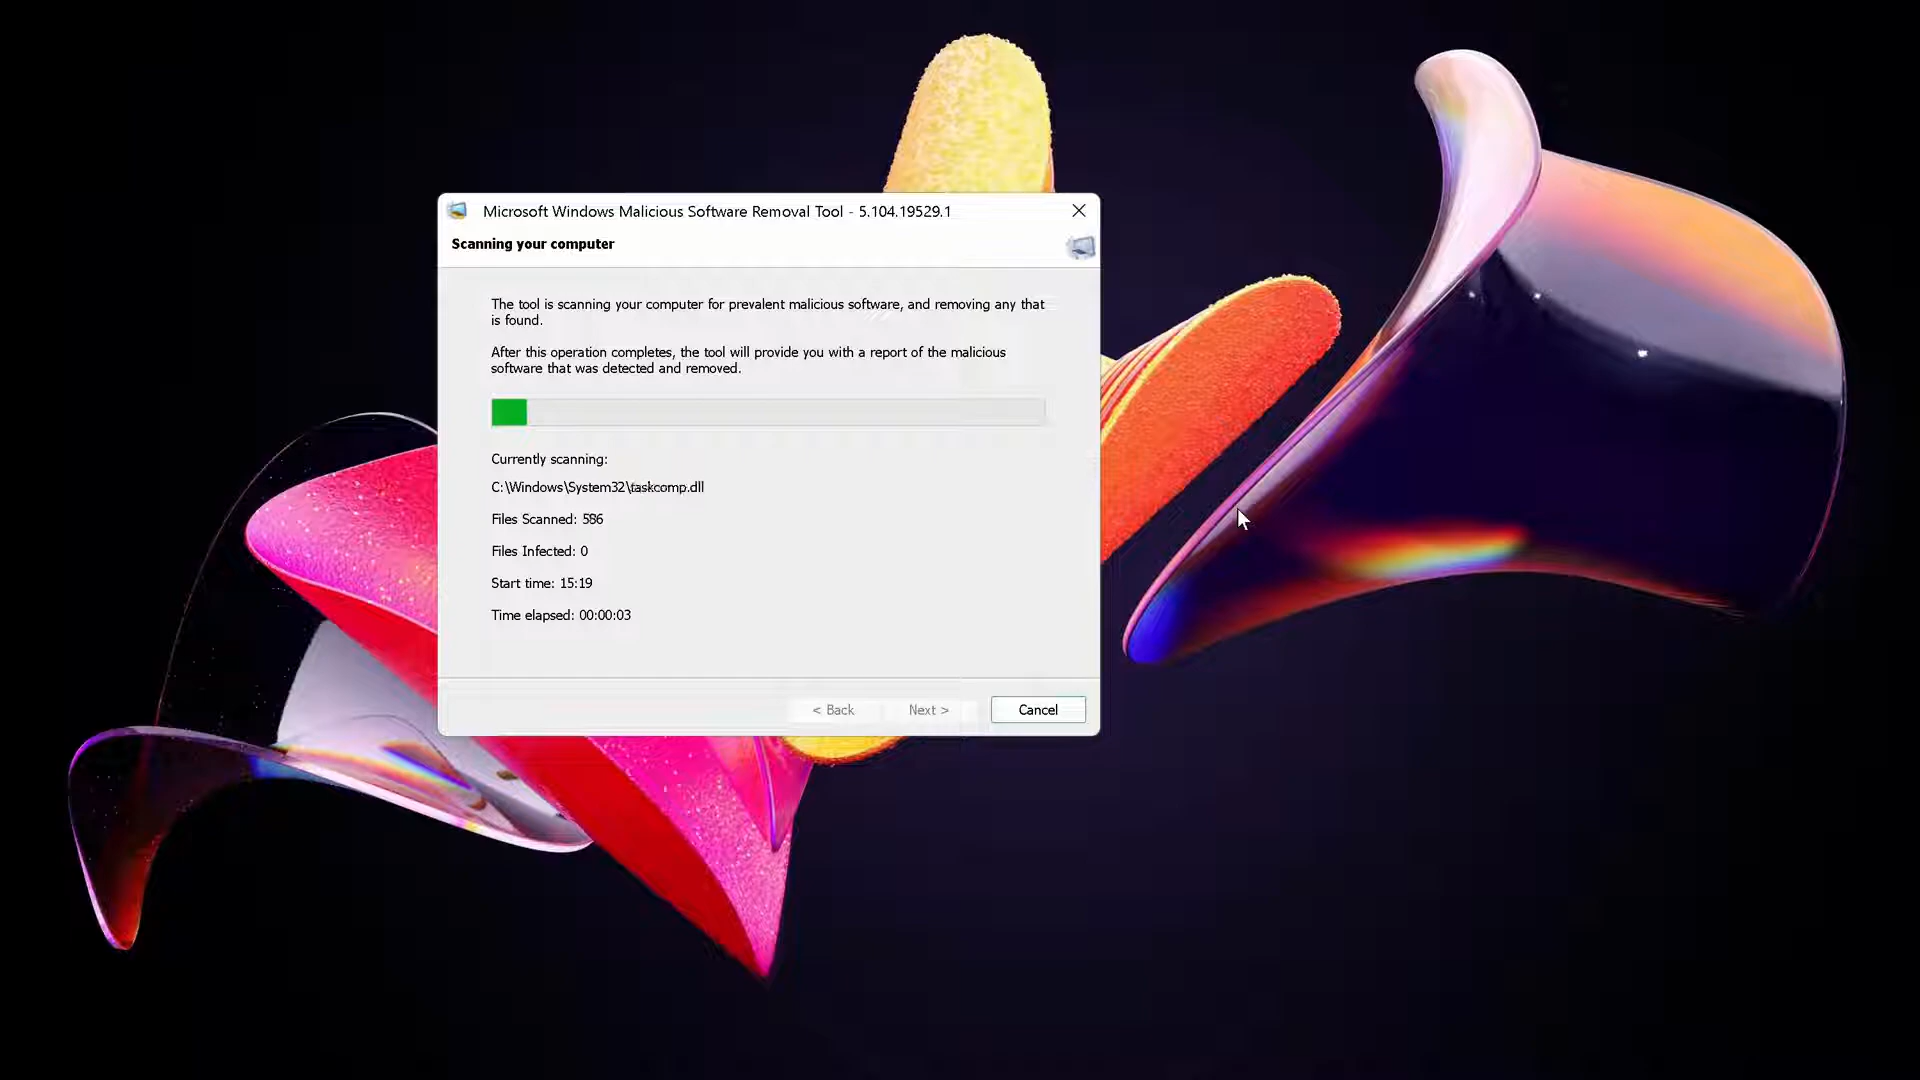 Microsoft Windows Malicious Software Removal Tool - 5.104.19529.1
Scanning your computer
The tool is scanning your computer for prevalent malicious software, and removing any that
is found.
After this operation completes, the tool will provide you with a report of the malicious
software that was detected and removed.
Currently scanning:
C:\Windows\System32\taskcomp.dll
Files Scanned: 586
Files Infected: 0
Start time: 15:19
Time elapsed: 00:00:03
< Back Next > Cancel